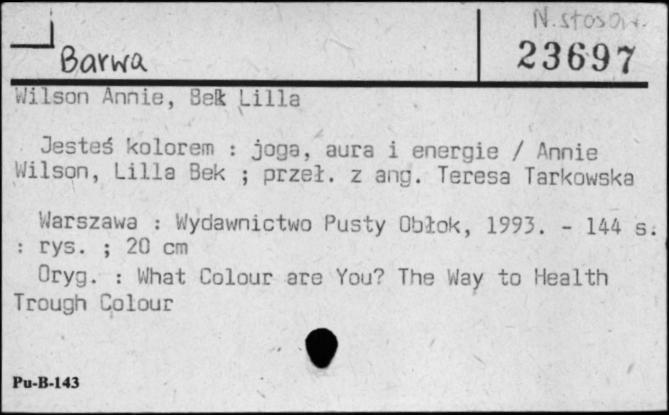 N. stosow.
Barwa
23697
Wilson Annie, Bek Lilla
Jesteś kolorem : joga, aura i energie / Annie
Wilson, Lilla Bek ; przeł. z ang. Teresa Tarkowska
Warszawa : Wydawnictwo Pusty Obłok, 1993. - 144 s.
: rys. ; 20 cm
Oryg. : What Colour are You? The Way to Health
Trough Colour
Pu-B-143